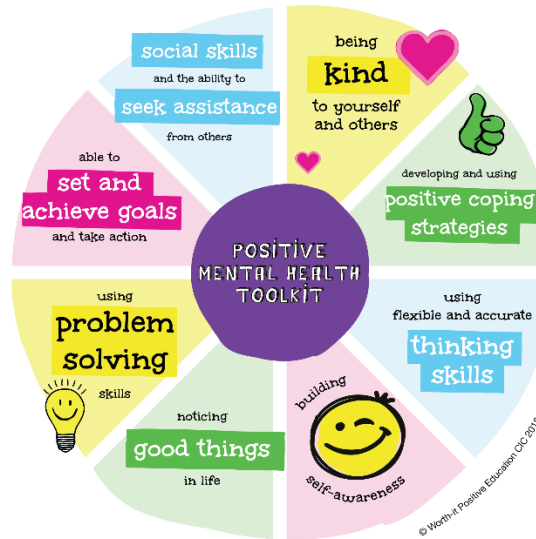 POSITIVE
MENTAL HEALTH
TOOLKIT
being
kind
to yourself
and others
developing and using
positive coping
strategies
using
flexible and accurate
thinking
skills
building
self-awareness
noticing
good things
in life
using
problem
solving
skills
able to
set and
achieve goals
and take action
social skills
and the ability to
seek assistance
from others
© Worth-it Positive Education CIC